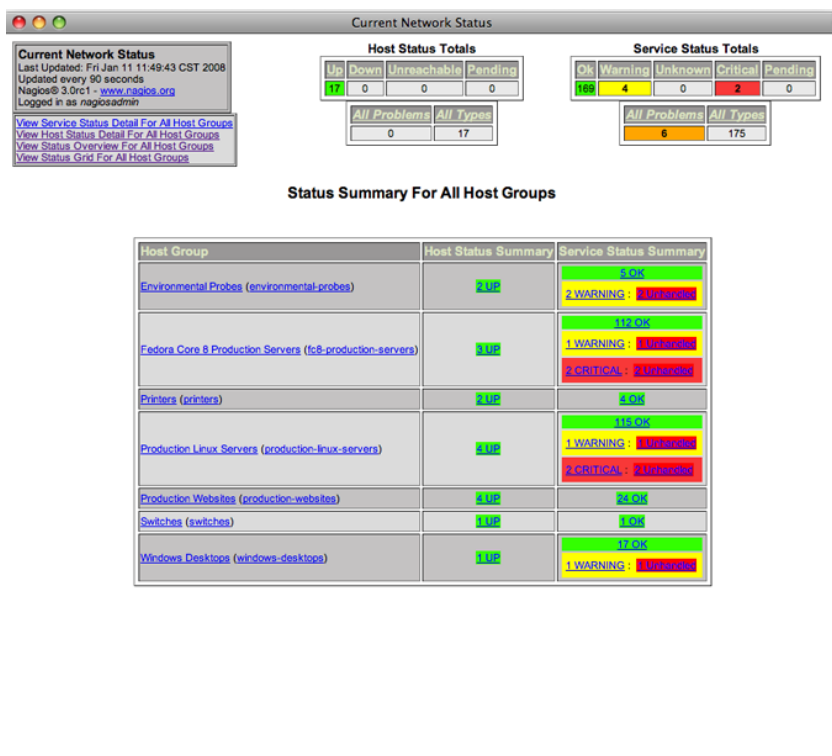 Current Network Status
Current Network Status
Last Updated: Fri Jan 11 11:49:43 CST 2008
Updated every 90 seconds
Nagios® 3.0rc1 - www.nagios.org
Logged in as nagiosadmin
View Service Status Detail For All Host Groups
View Host Status Detail For All Host Groups
View Status Overview For All Host Groups
View Status Grid For All Host Groups
Host Status Totals
Up Down Unreachable Pending
17 0 0 0
All Problems All Types
0 17
Service Status Totals
Ok Warning Unknown Critical Pending
169 4 0 2 0
All Problems All Types
6 175
Status Summary For All Host Groups
Host Group Host Status Summary Service Status Summary
Environmental Probes (environmental-probes) 2 UP 5 OK
2 WARNING : 2 Unhandled
Fedora Core 8 Production Servers (fc8-production-servers) 3 UP 112 OK
1 WARNING : 1 Unhandled
2 CRITICAL : 2 Unhandled
Printers (printers) 2 UP 4 OK
Production Linux Servers (production-linux-servers) 4 UP 115 OK
1 WARNING : 1 Unhandled
2 CRITICAL : 2 Unhandled
Production Websites (production-websites) 4 UP 24 OK
Switches (switches) 1 UP 1 OK
Windows Desktops (windows-desktops) 1 UP 17 OK
1 WARNING : 1 Unhandled